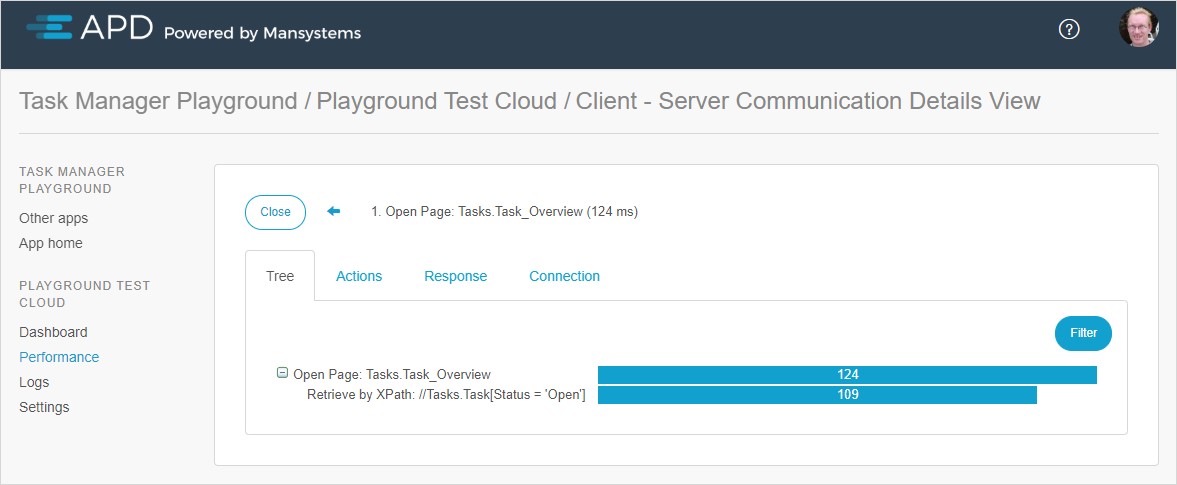 APD Powered by Mansystems
?
Task Manager Playground / Playground Test Cloud / Client - Server Communication Details View
TASK MANAGER
PLAYGROUND
Other apps
App home
PLAYGROUND TEST
CLOUD
Dashboard
Performance
Logs
Settings
Close
1. Open Page: Tasks.Task_Overview (124 ms)
Tree Actions Response Connection
Filter
Open Page: Tasks.Task_Overview 124
Retrieve by XPath: //Tasks.Task[Status = 'Open'] 109